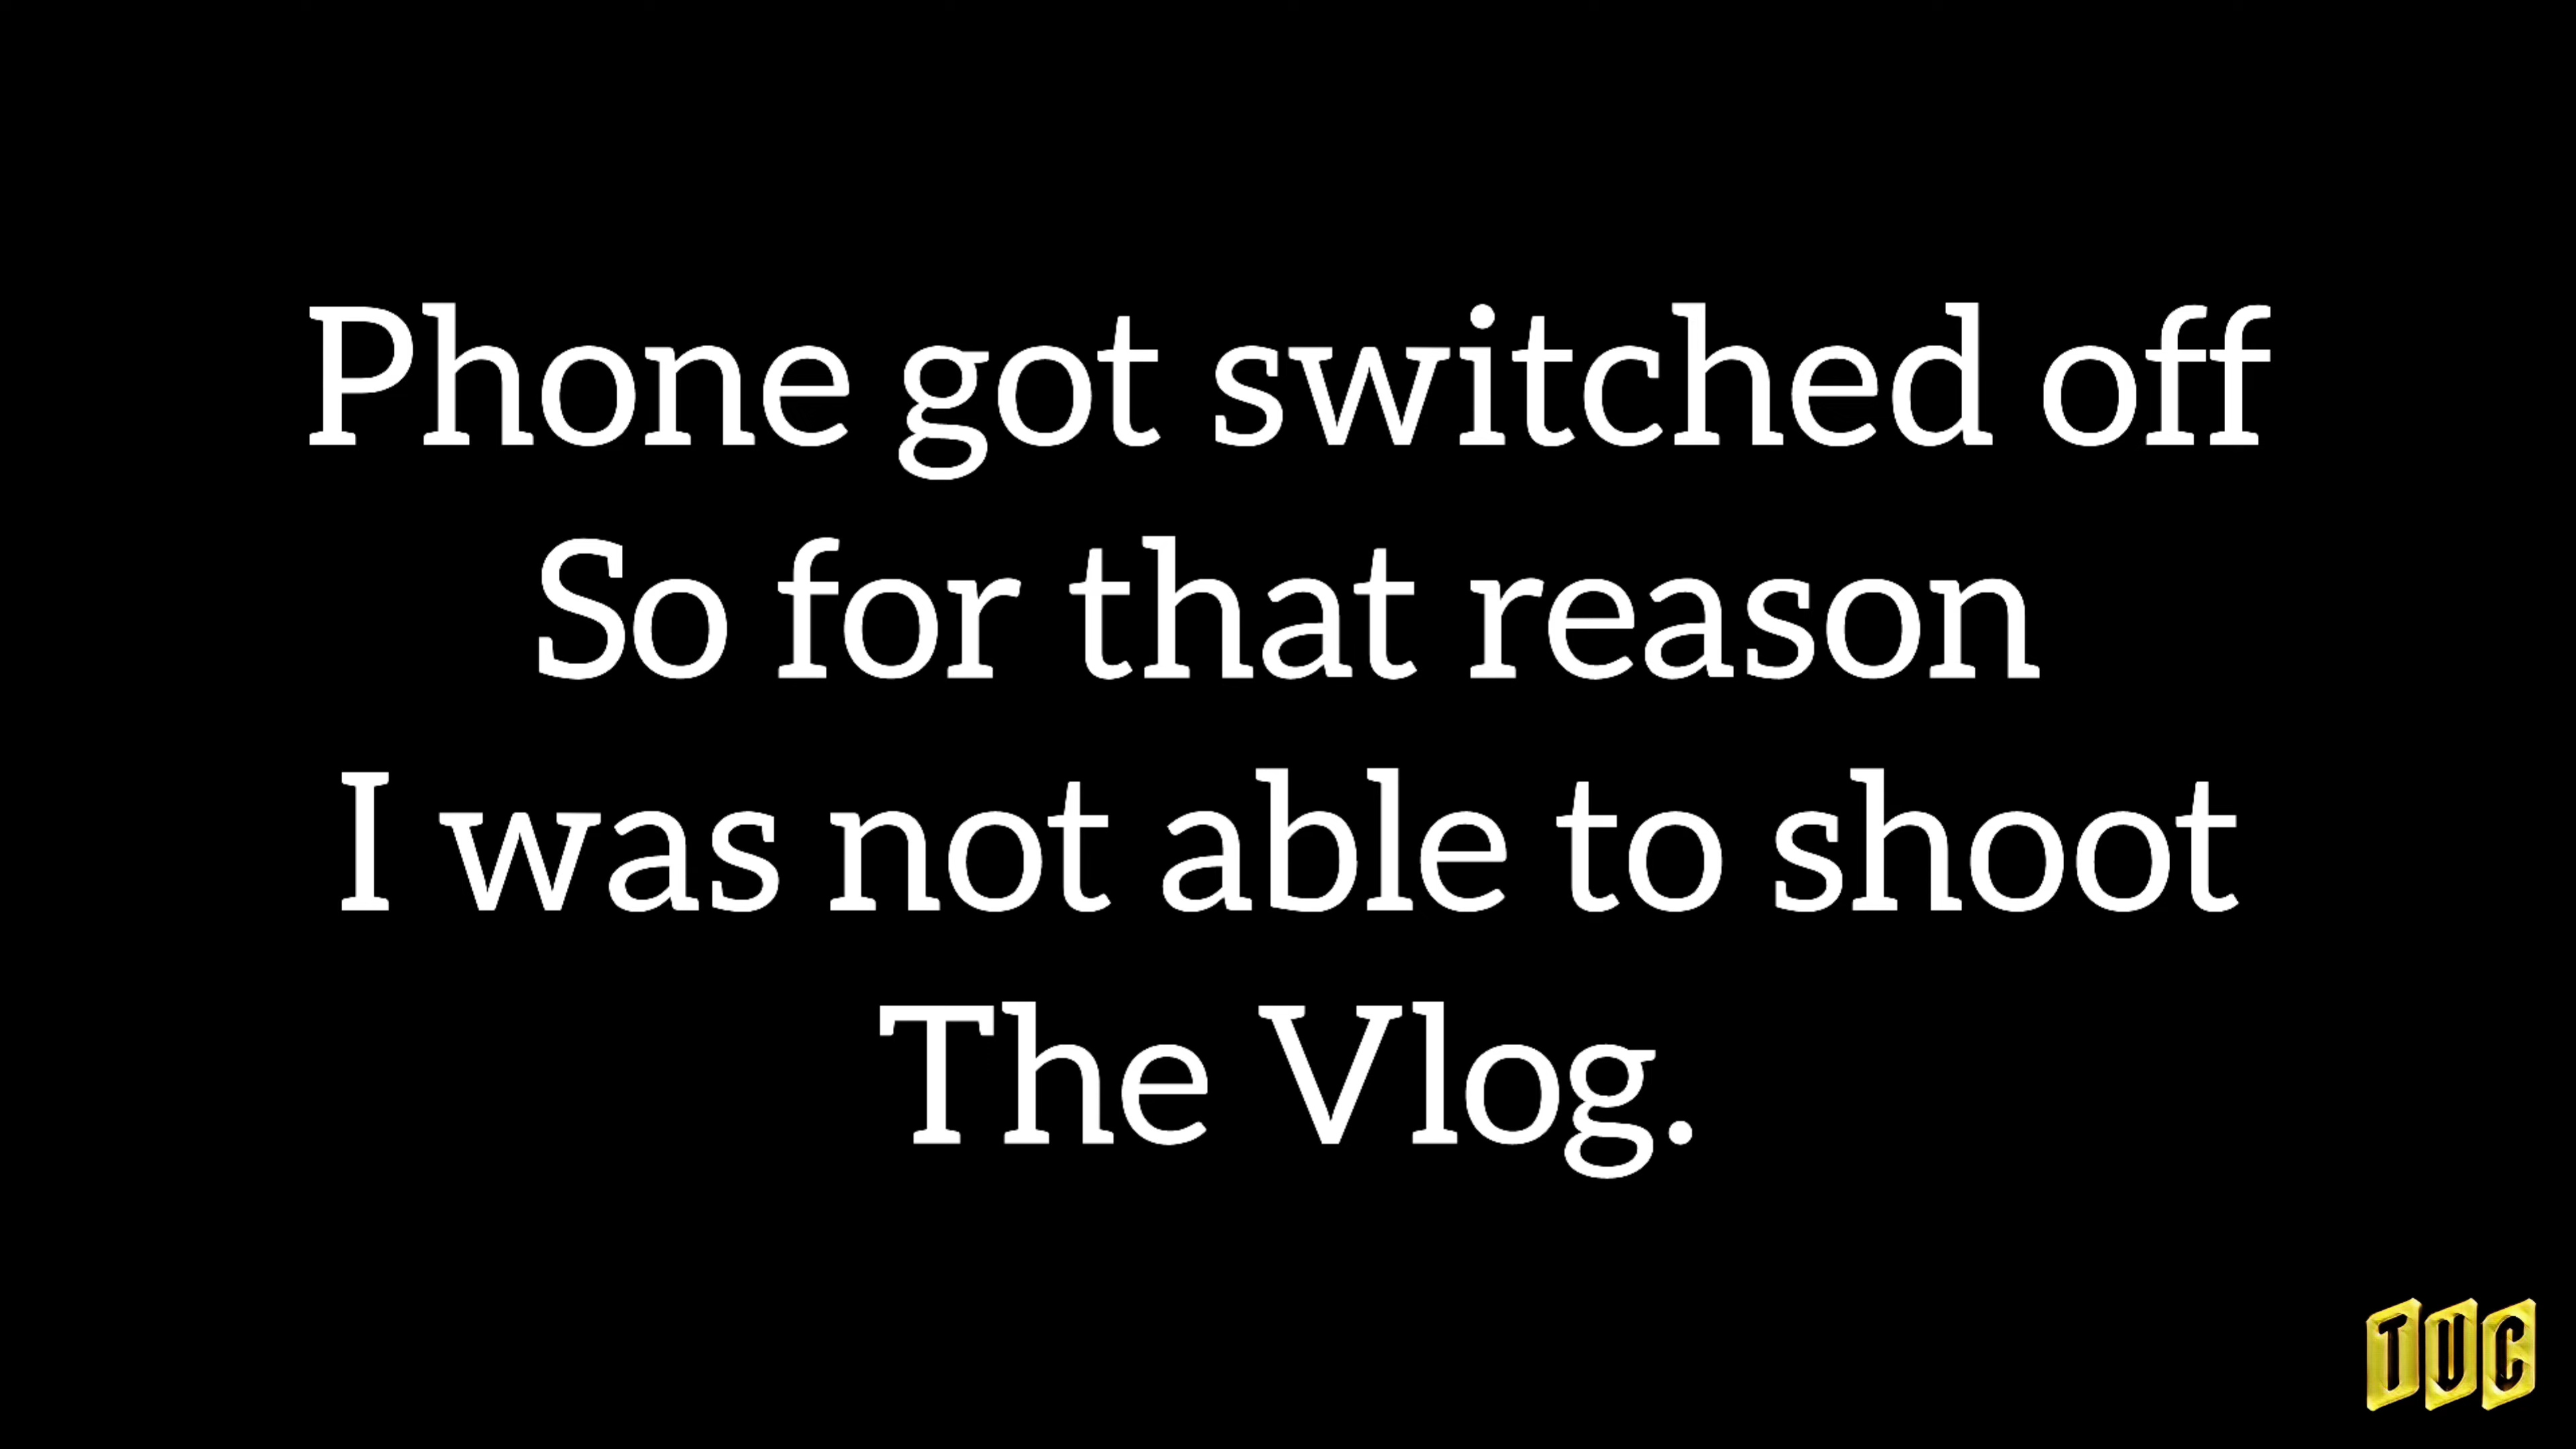 Phone got switched off
So for that reason
I was not able to shoot
The Vlog.
TUC